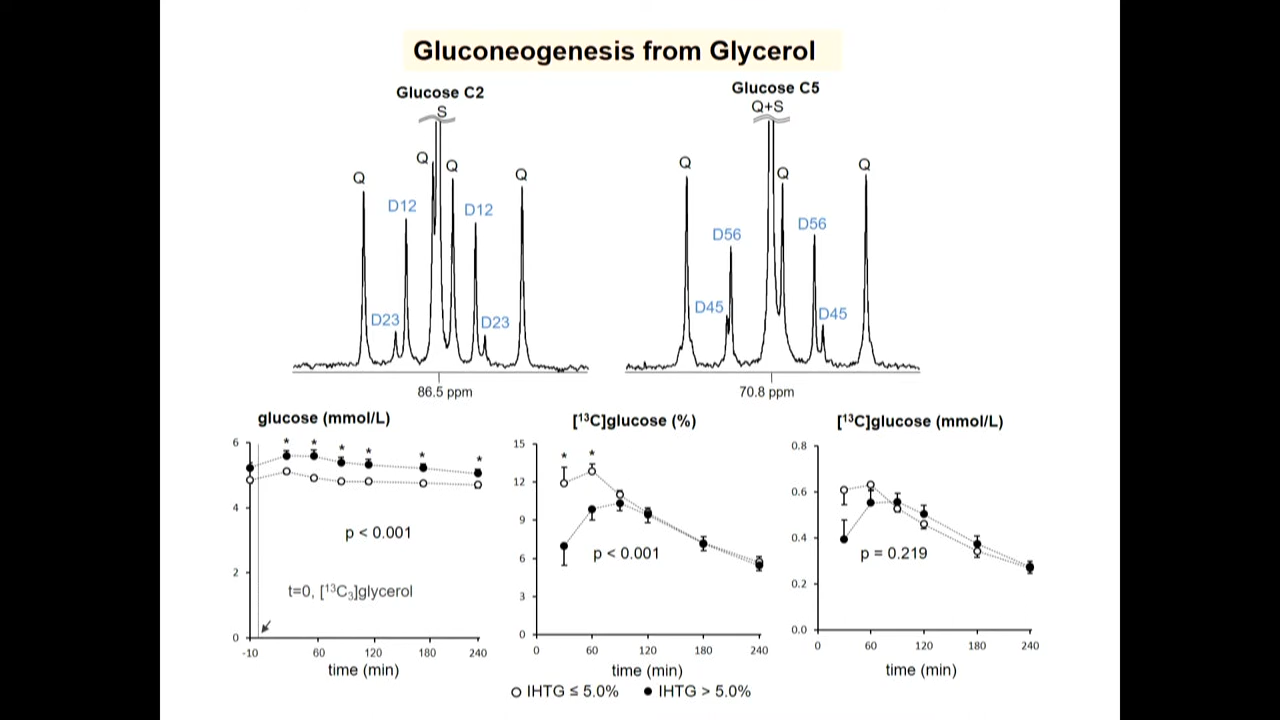 Gluconeogenesis from Glycerol
Glucose C2
S
Q
Q
Q
Q
D12
D12
D23
D23
86.5 ppm
Glucose C5
Q+S
Q
Q
Q
D56
D56
D45
D45
70.8 ppm
glucose (mmol/L)
6
4
2
0
* * * * * *
p < 0.001
t=0, [¹³C₃]glycerol
-10 60 120 180 240
time (min)
[¹³C]glucose (%)
15
12
9
6
3
0
* *
p < 0.001
0 60 120 180 240
time (min)
[¹³C]glucose (mmol/L)
0.8
0.6
0.4
0.2
0.0
p = 0.219
0 60 120 180 240
time (min)
IHTG ≤ 5.0% IHTG > 5.0%